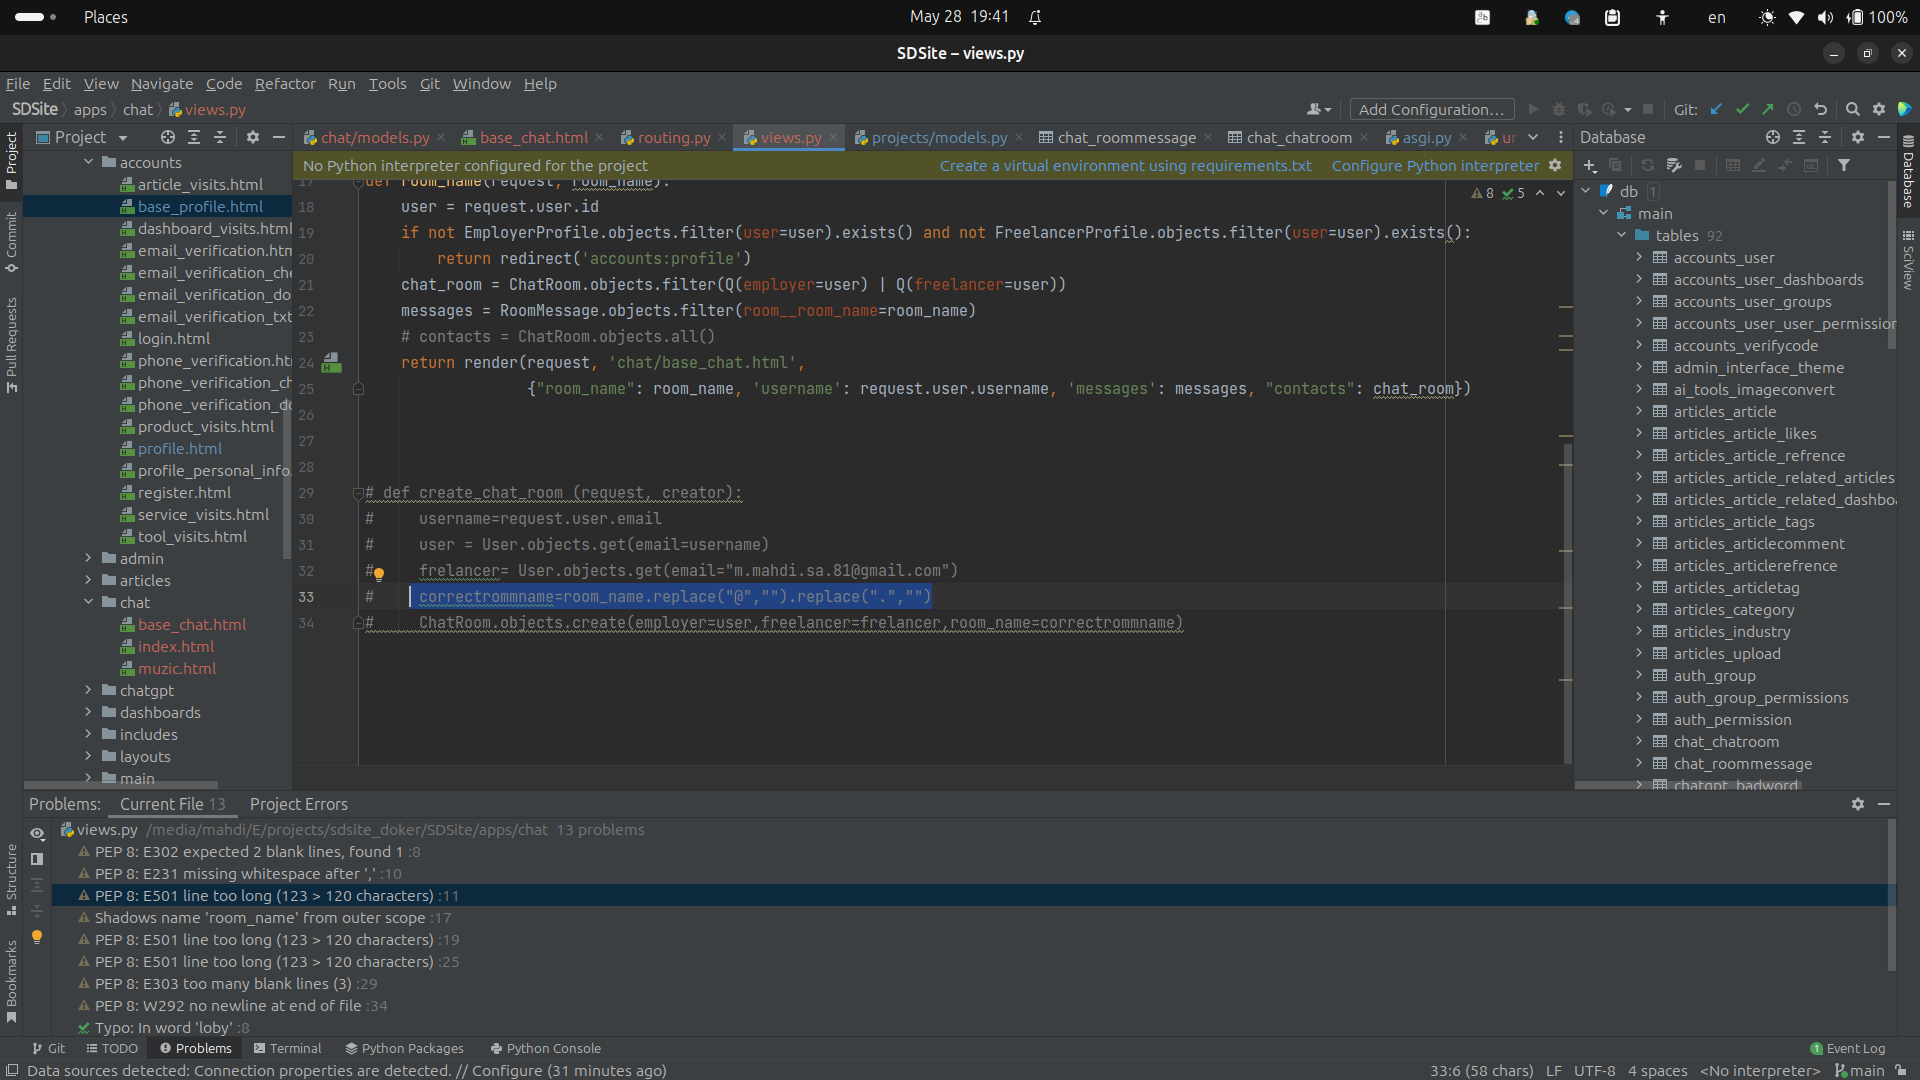 Places
May 28  19:41
en
100%
SDSite – views.py
File Edit View Navigate Code Refactor Run Tools Git Window Help
SDSite apps chat views.py
Add Configuration...
Git:
Project
chat/models.py
base_chat.html
routing.py
views.py
projects/models.py
chat_roommessage
chat_chatroom
asgi.py
ur
Database
No Python interpreter configured for the project
Create a virtual environment using requirements.txt
Configure Python interpreter
Project
Commit
Pull Requests
Structure
Bookmarks
accounts
article_visits.html
base_profile.html
dashboard_visits.html
email_verification.htm
email_verification_che
email_verification_do
email_verification_txt
login.html
phone_verification.htm
phone_verification_ch
phone_verification_do
product_visits.html
profile.html
profile_personal_info.
register.html
service_visits.html
tool_visits.html
admin
articles
chat
base_chat.html
index.html
muzic.html
chatgpt
dashboards
includes
layouts
main
8 5
17 def room_name(request, room_name):
18 user = request.user.id
19 if not EmployerProfile.objects.filter(user=user).exists() and not FreelancerProfile.objects.filter(user=user).exists():
20 return redirect('accounts:profile')
21 chat_room = ChatRoom.objects.filter(Q(employer=user) | Q(freelancer=user))
22 messages = RoomMessage.objects.filter(room__room_name=room_name)
23 # contacts = ChatRoom.objects.all()
24 return render(request, 'chat/base_chat.html',
25 {"room_name": room_name, 'username': request.user.username, 'messages': messages, "contacts": chat_room})
26
27
28
29 # def create_chat_room (request, creator):
30 # username=request.user.email
31 # user = User.objects.get(email=username)
32 # frelancer= User.objects.get(email="m.mahdi.sa.81@gmail.com")
33 # correctrommname=room_name.replace("@","").replace(".","")
34 # ChatRoom.objects.create(employer=user,freelancer=frelancer,room_name=correctrommname)
db 1
main
tables 92
accounts_user
accounts_user_dashboards
accounts_user_groups
accounts_user_user_permission
accounts_verifycode
admin_interface_theme
ai_tools_imageconvert
articles_article
articles_article_likes
articles_article_refrence
articles_article_related_articles
articles_article_related_dashboa
articles_article_tags
articles_articlecomment
articles_articlerefrence
articles_articletag
articles_category
articles_industry
articles_upload
auth_group
auth_group_permissions
auth_permission
chat_chatroom
chat_roommessage
chatgpt_badword
Database
SciView
Problems: Current File 13 Project Errors
views.py /media/mahdi/E/projects/sdsite_doker/SDSite/apps/chat 13 problems
PEP 8: E302 expected 2 blank lines, found 1 :8
PEP 8: E231 missing whitespace after ',' :10
PEP 8: E501 line too long (123 > 120 characters) :11
Shadows name 'room_name' from outer scope :17
PEP 8: E501 line too long (123 > 120 characters) :19
PEP 8: E501 line too long (123 > 120 characters) :25
PEP 8: E303 too many blank lines (3) :29
PEP 8: W292 no newline at end of file :34
Typo: In word 'loby' :8
Git TODO Problems Terminal Python Packages Python Console
1 Event Log
Data sources detected: Connection properties are detected. // Configure (31 minutes ago)
33:6 (58 chars) LF UTF-8 4 spaces <No interpreter> main